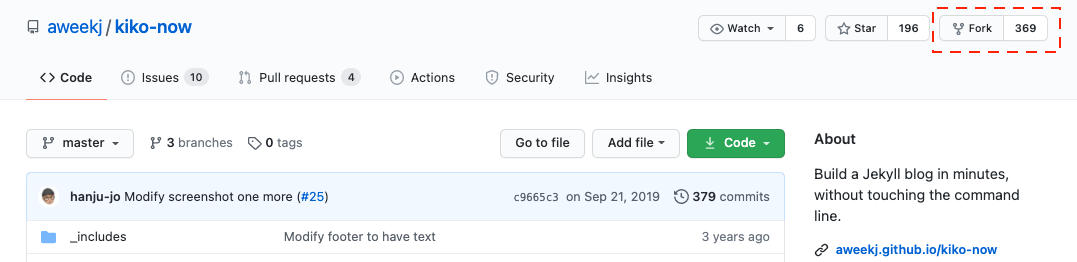 aweekj / kiko-now
Watch 6 Star 196 Fork 369
Code Issues 10 Pull requests 4 Actions Security Insights
master 3 branches 0 tags Go to file Add file Code
hanju-jo Modify screenshot one more (#25) c9665c3 on Sep 21, 2019 379 commits
_includes Modify footer to have text 3 years ago
About
Build a Jekyll blog in minutes,
without touching the command
line.
aweekj.github.io/kiko-now